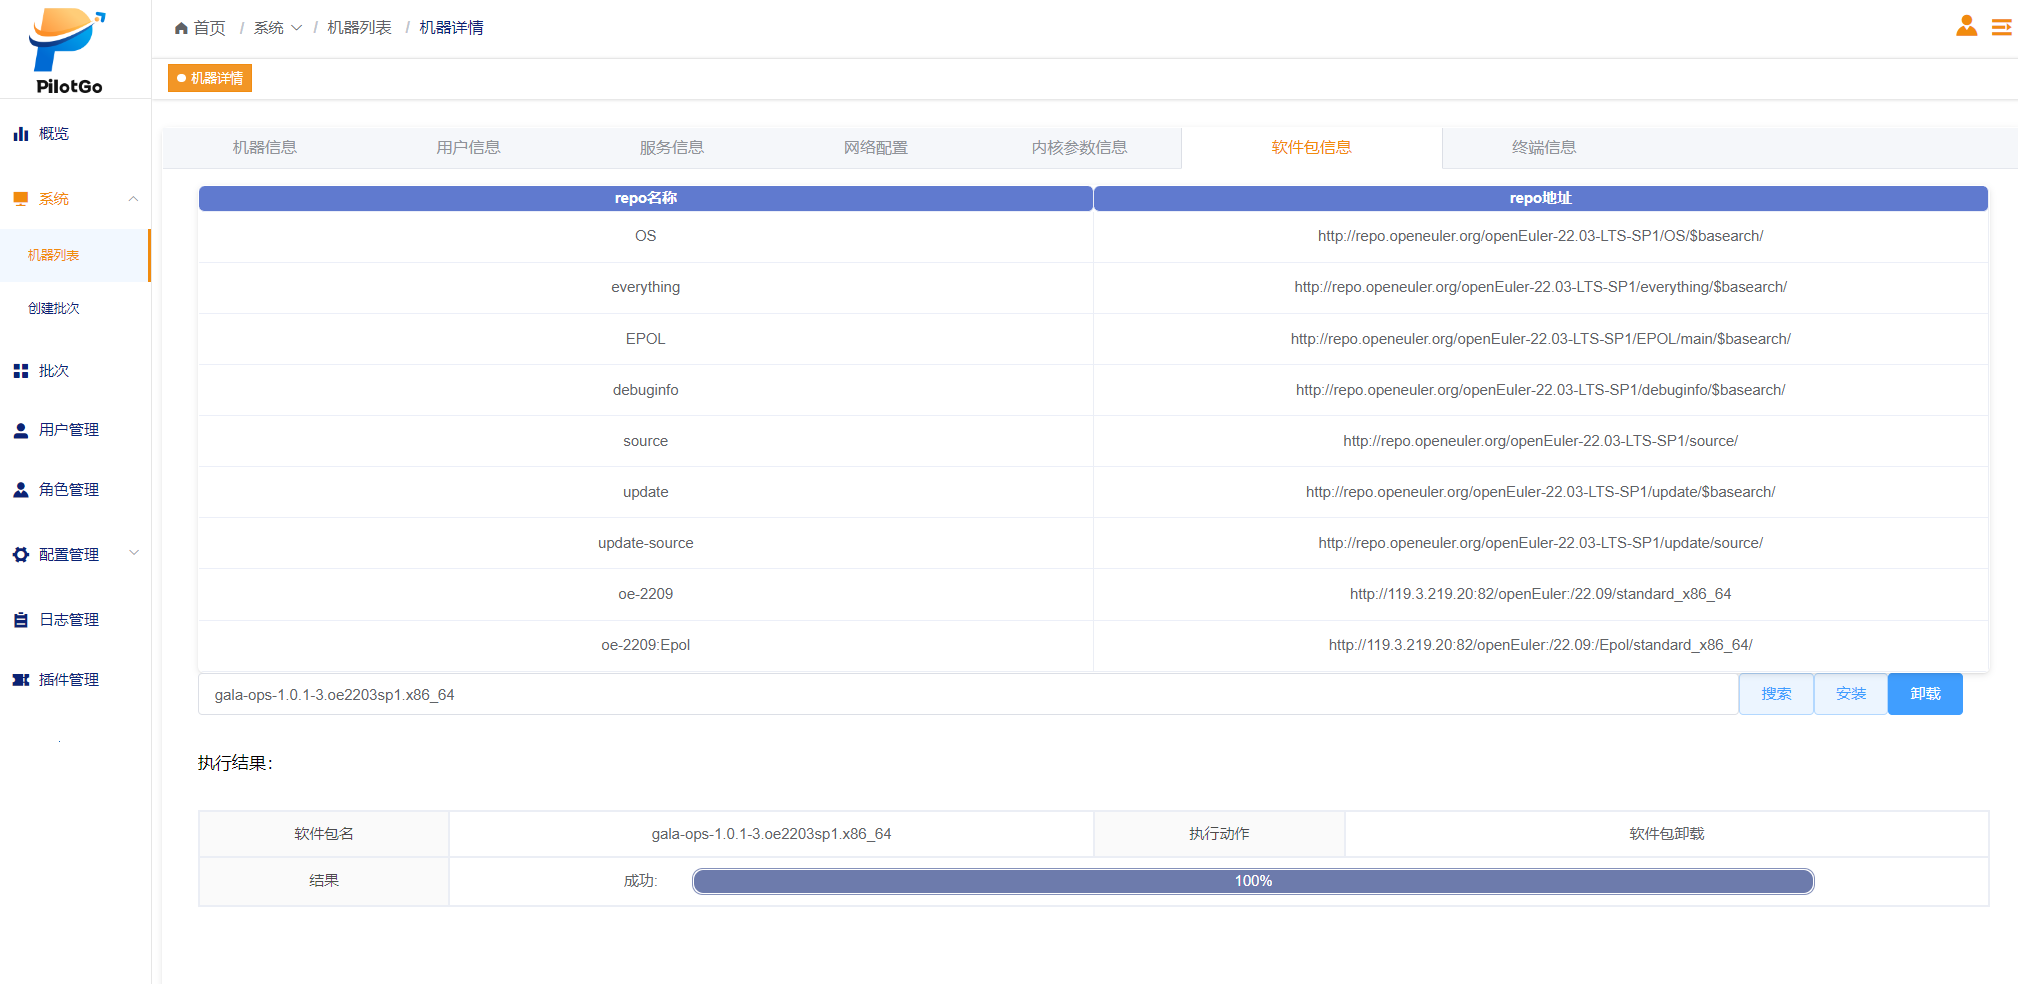 PilotGo
首页 / 系统 / 机器列表 / 机器详情
机器详情
概览
系统
机器列表
创建批次
批次
用户管理
角色管理
配置管理
日志管理
插件管理
机器信息 用户信息 服务信息 网络配置 内核参数信息 软件包信息 终端信息
repo名称 repo地址
OS http://repo.openeuler.org/openEuler-22.03-LTS-SP1/OS/$basearch/
everything http://repo.openeuler.org/openEuler-22.03-LTS-SP1/everything/$basearch/
EPOL http://repo.openeuler.org/openEuler-22.03-LTS-SP1/EPOL/main/$basearch/
debuginfo http://repo.openeuler.org/openEuler-22.03-LTS-SP1/debuginfo/$basearch/
source http://repo.openeuler.org/openEuler-22.03-LTS-SP1/source/
update http://repo.openeuler.org/openEuler-22.03-LTS-SP1/update/$basearch/
update-source http://repo.openeuler.org/openEuler-22.03-LTS-SP1/update/source/
oe-2209 http://119.3.219.20:82/openEuler:/22.09/standard_x86_64
oe-2209:Epol http://119.3.219.20:82/openEuler:/22.09:/Epol/standard_x86_64/
gala-ops-1.0.1-3.oe2203sp1.x86_64 搜索 安装 卸载
执行结果：
软件包名 gala-ops-1.0.1-3.oe2203sp1.x86_64 执行动作 软件包卸载
结果 成功: 100%